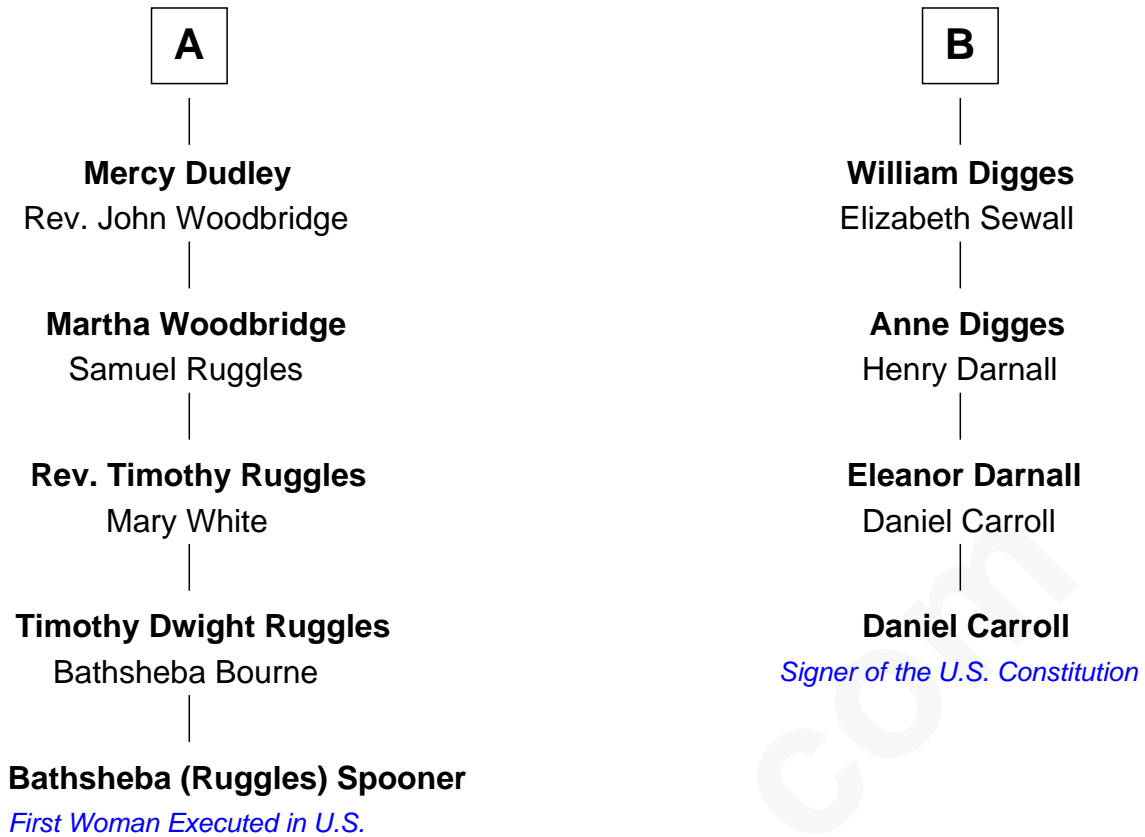 A
Mercy Dudley
Rev. John Woodbridge
Martha Woodbridge
Samuel Ruggles
Rev. Timothy Ruggles
Mary White
Timothy Dwight Ruggles
Bathsheba Bourne
Bathsheba (Ruggles) Spooner
First Woman Executed in U.S.
B
William Digges
Elizabeth Sewall
Anne Digges
Henry Darnall
Eleanor Darnall
Daniel Carroll
Daniel Carroll
Signer of the U.S. Constitution
com